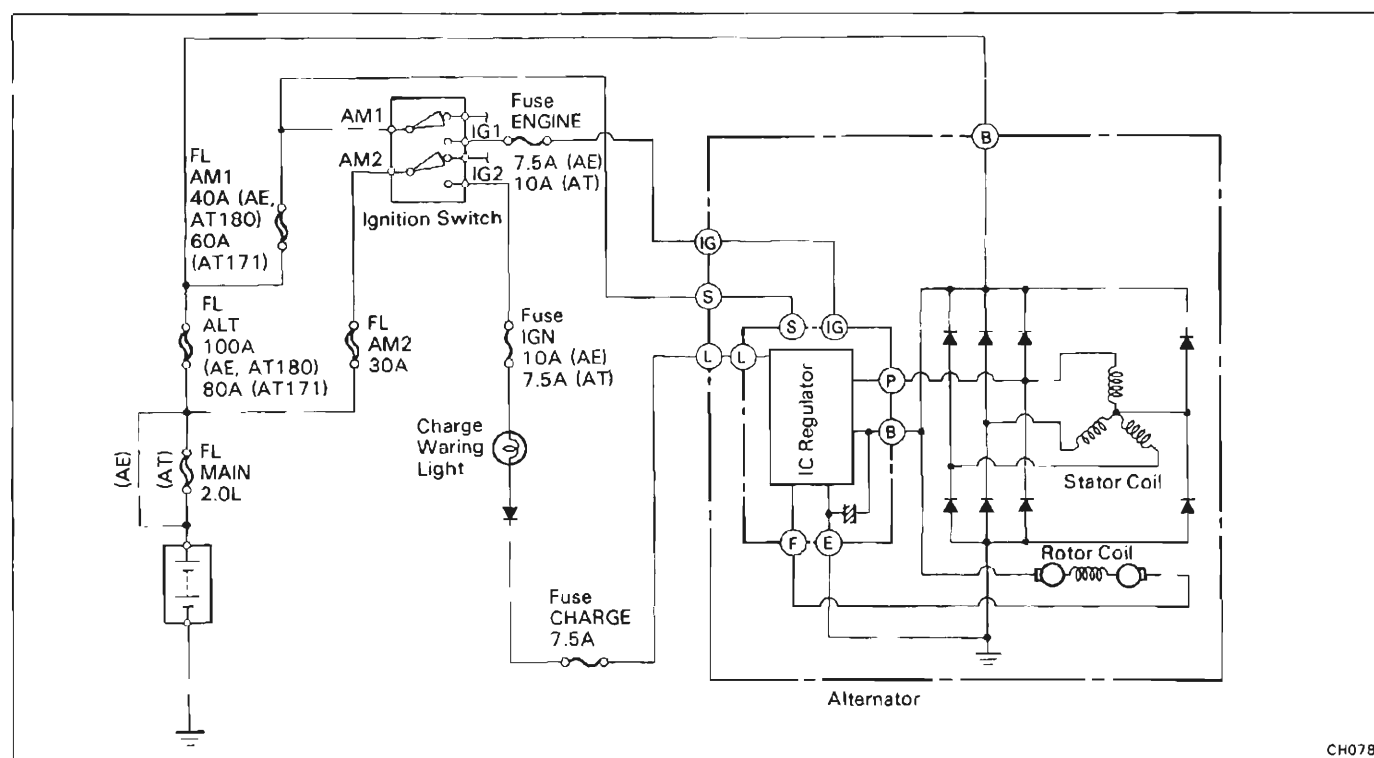 AM1
AM2
IG1
IG2
Ignition Switch
Fuse
ENGINE
7.5A (AE)
10A (AT)
FL
AM1
40A (AE,
AT180)
60A
(AT171)
FL
ALT
100A
(AE, AT180)
80A (AT171)
FL
AM2
30A
Fuse
IGN
10A (AE)
7.5A (AT)
(AE)
(AT)
FL
MAIN
2.0L
Charge
Waring
Light
Fuse
CHARGE
7.5A
B
IG
S
L
S
IG
L
P
B
F
E
IC Regulator
Stator Coil
Rotor Coil
Alternator
CH078